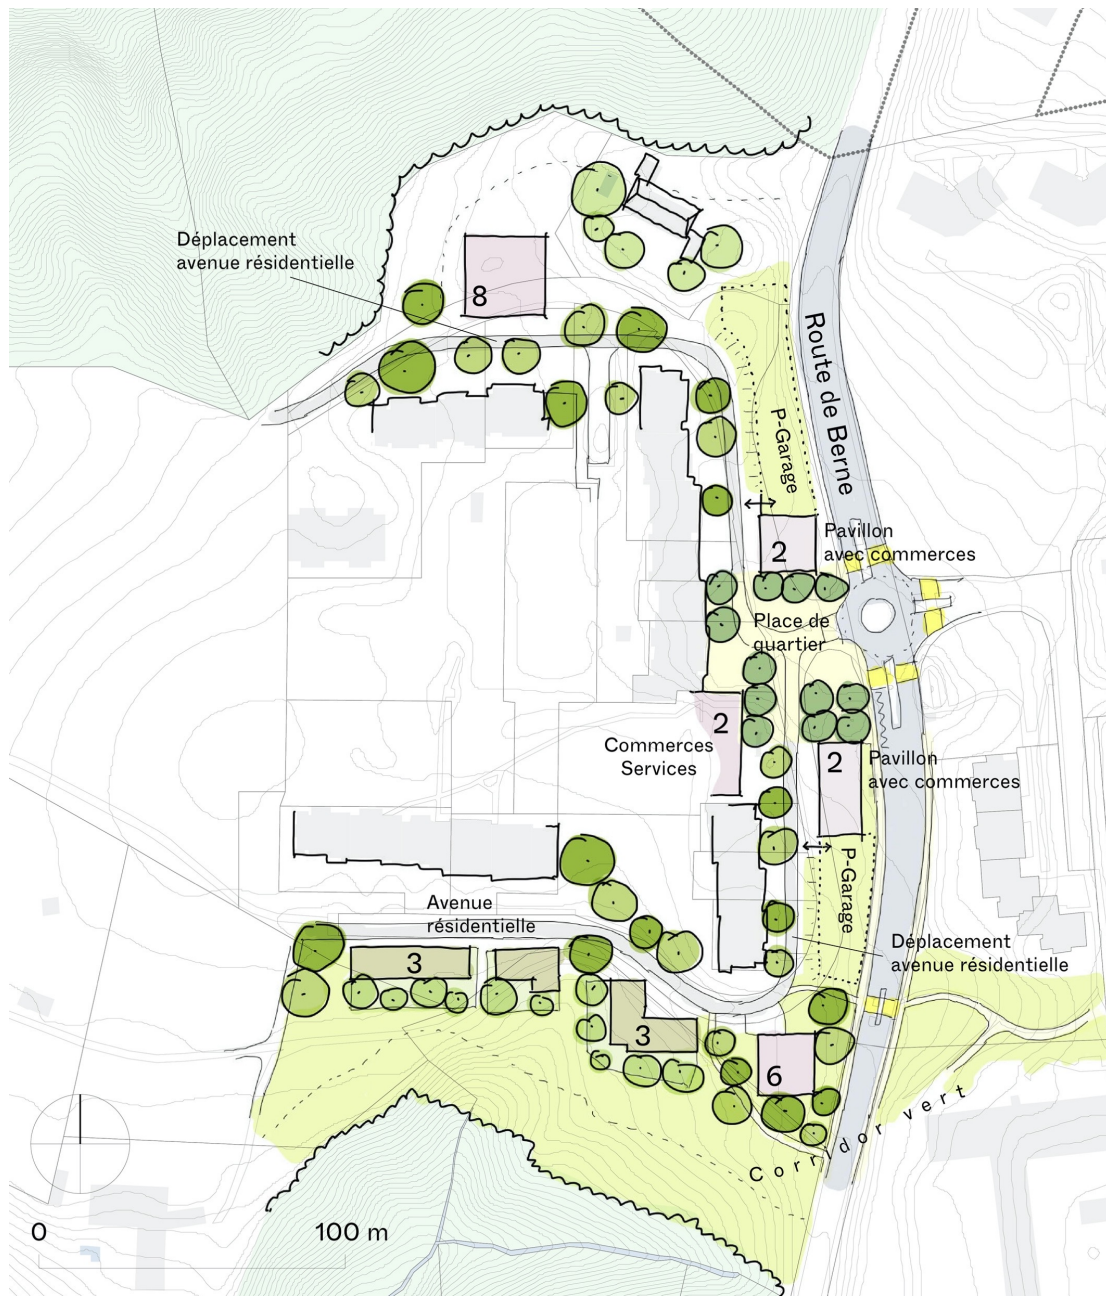 Déplacement
avenue résidentielle
8
Route de Berne
P-Garage
2
Pavillon
avec commerces
Place de
quartier
2
Commerces
Services
2
Pavillon
avec commerces
P-Garage
Avenue
résidentielle
3
Déplacement
avenue résidentielle
3
6
Corridor vert
0
100 m